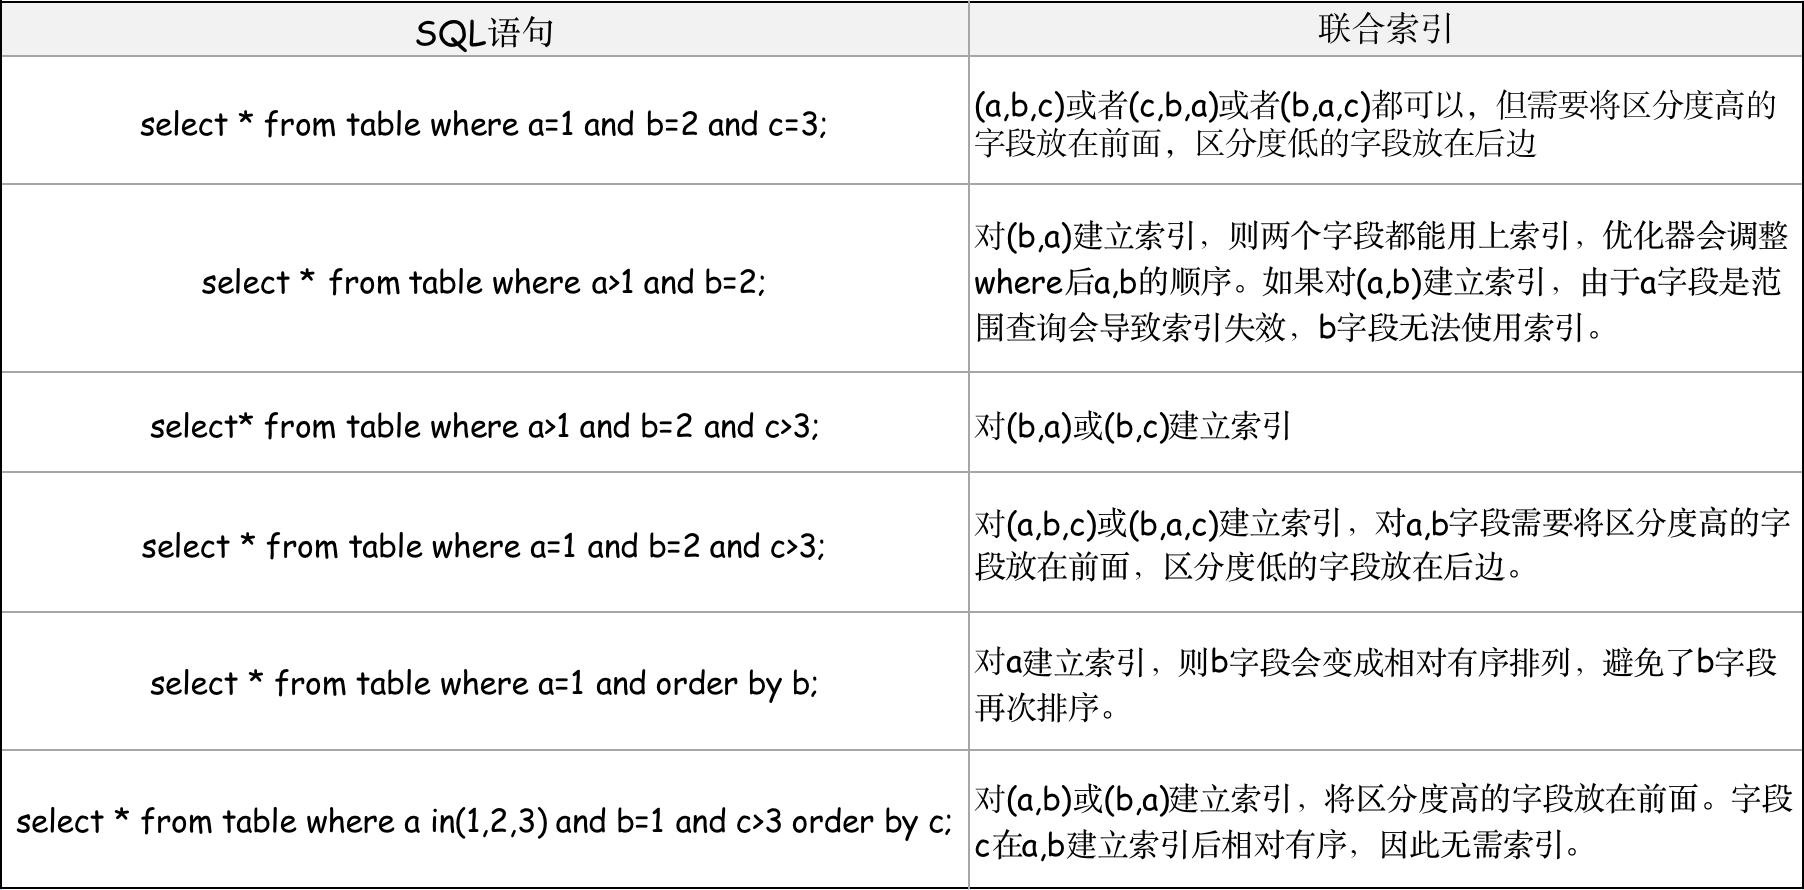 SQL语句
联合索引
select * from table where a=1 and b=2 and c=3;
(a,b,c)或者(c,b,a)或者(b,a,c)都可以，但需要将区分度高的
字段放在前面，区分度低的字段放在后边
select * from table where a>1 and b=2;
对(b,a)建立索引，则两个字段都能用上索引，优化器会调整
where后a,b的顺序。如果对(a,b)建立索引，由于a字段是范
围查询会导致索引失效，b字段无法使用索引。
select* from table where a>1 and b=2 and c>3;
对(b,a)或(b,c)建立索引
select * from table where a=1 and b=2 and c>3;
对(a,b,c)或(b,a,c)建立索引，对a,b字段需要将区分度高的字
段放在前面，区分度低的字段放在后边。
select * from table where a=1 and order by b;
对a建立索引，则b字段会变成相对有序排列，避免了b字段
再次排序。
select * from table where a in(1,2,3) and b=1 and c>3 order by c;
对(a,b)或(b,a)建立索引，将区分度高的字段放在前面。字段
c在a,b建立索引后相对有序，因此无需索引。